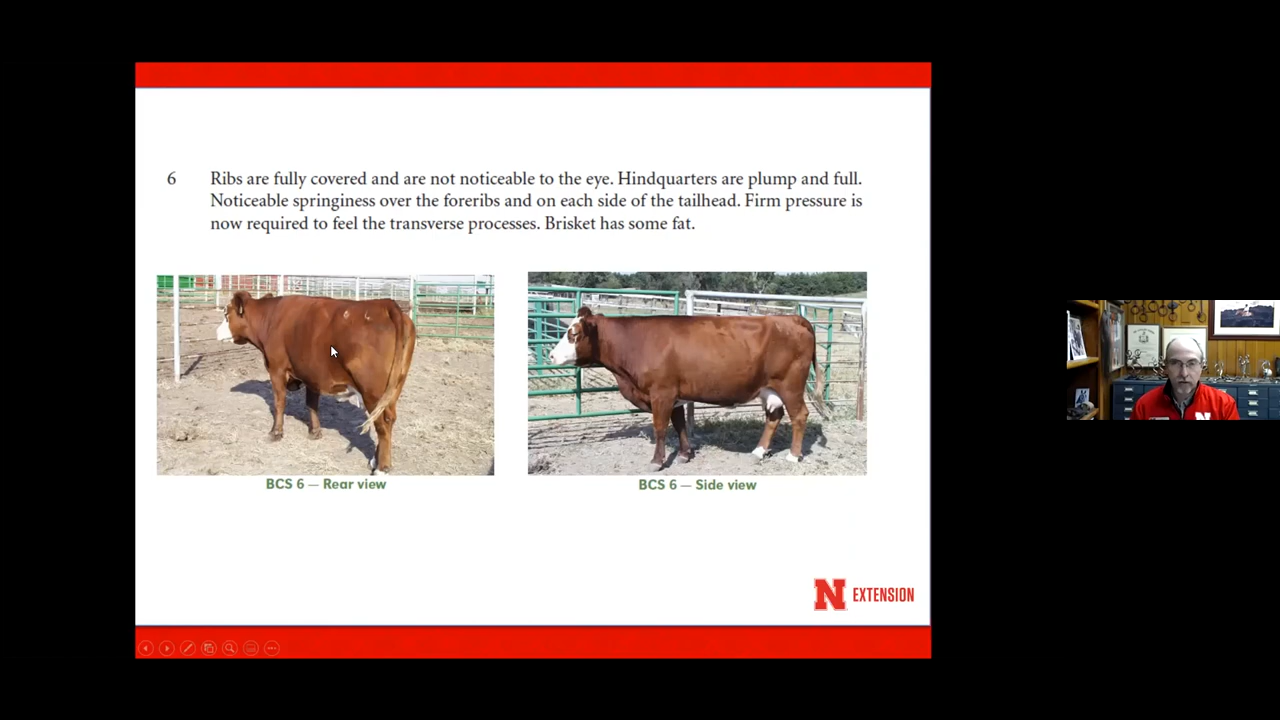 6 Ribs are fully covered and are not noticeable to the eye. Hindquarters are plump and full.
Noticeable springiness over the foreribs and on each side of the tailhead. Firm pressure is
now required to feel the transverse processes. Brisket has some fat.
BCS 6 — Rear view
BCS 6 — Side view
N EXTENSION
N